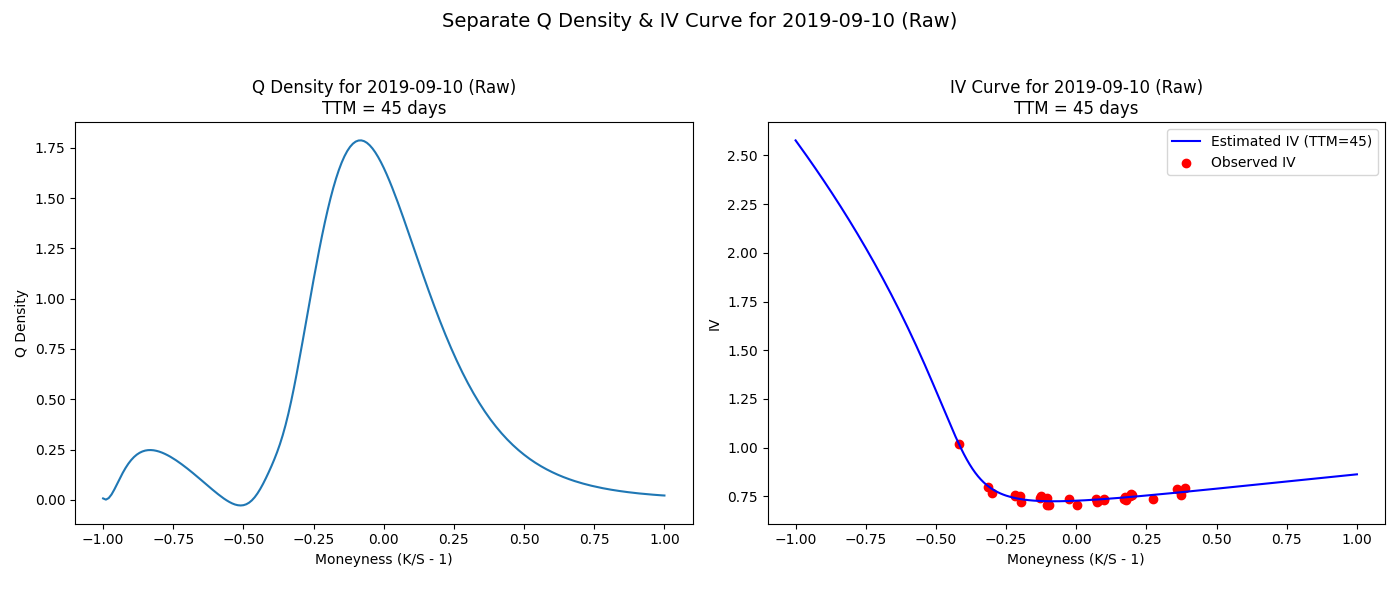 Separate Q Density & IV Curve for 2019-09-10 (Raw)
Q Density for 2019-09-10 (Raw)
TTM = 45 days
1.75
1.50
1.25
1.00
0.75
0.50
0.25
0.00
Q Density
−1.00 −0.75 −0.50 −0.25 0.00 0.25 0.50 0.75 1.00
Moneyness (K/S - 1)
IV Curve for 2019-09-10 (Raw)
TTM = 45 days
Estimated IV (TTM=45)
Observed IV
2.50
2.25
2.00
1.75
1.50
1.25
1.00
0.75
IV
−1.00 −0.75 −0.50 −0.25 0.00 0.25 0.50 0.75 1.00
Moneyness (K/S - 1)